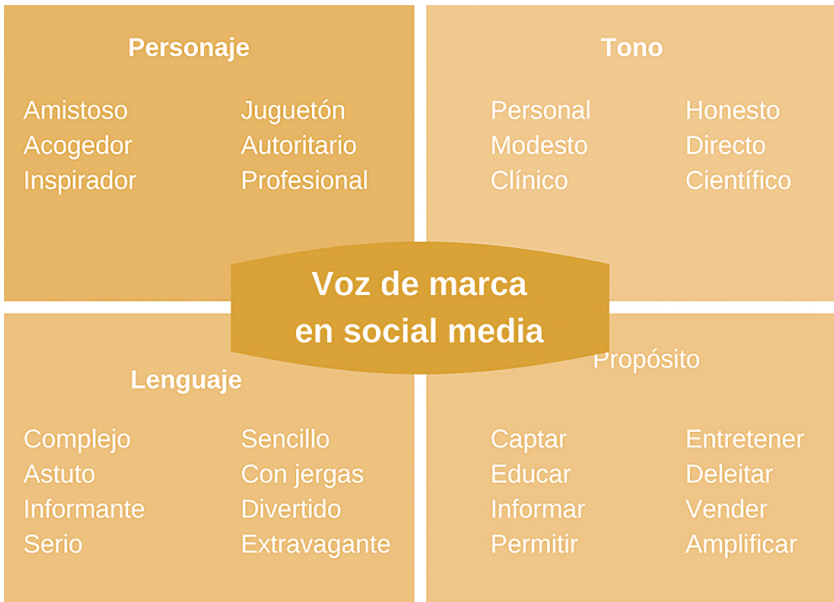 Personaje
Amistoso Juguetón
Acogedor Autoritario
Inspirador Profesional
Tono
Personal Honesto
Modesto Directo
Clínico Científico
Voz de marca
en social media
Lenguaje
Complejo Sencillo
Astuto Con jergas
Informante Divertido
Serio Extravagante
Propósito
Captar Entretener
Educar Deleitar
Informar Vender
Permitir Amplificar